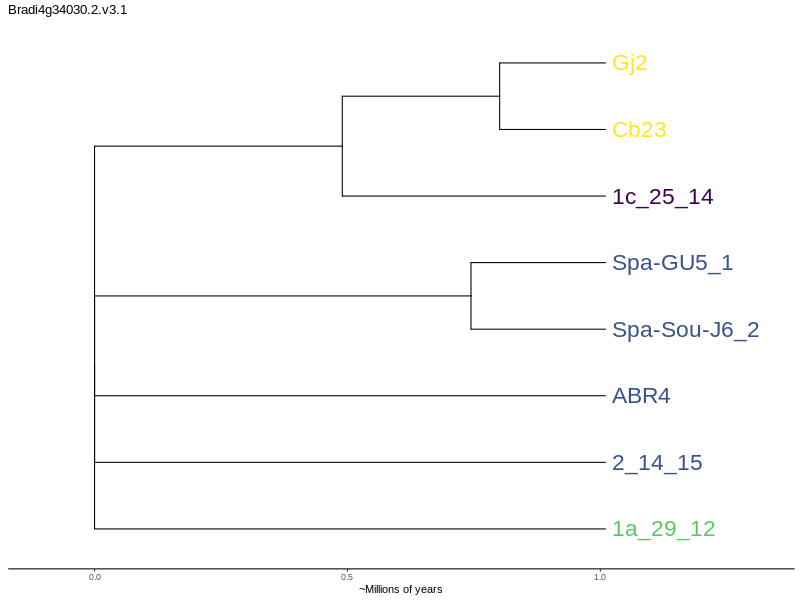 Bradi4g34030.2.v3.1
Gj2
Cb23
1c_25_14
Spa-GU5_1
Spa-Sou-J6_2
ABR4
2_14_15
1a_29_12
0.0 0.5 1.0
~Millions of years